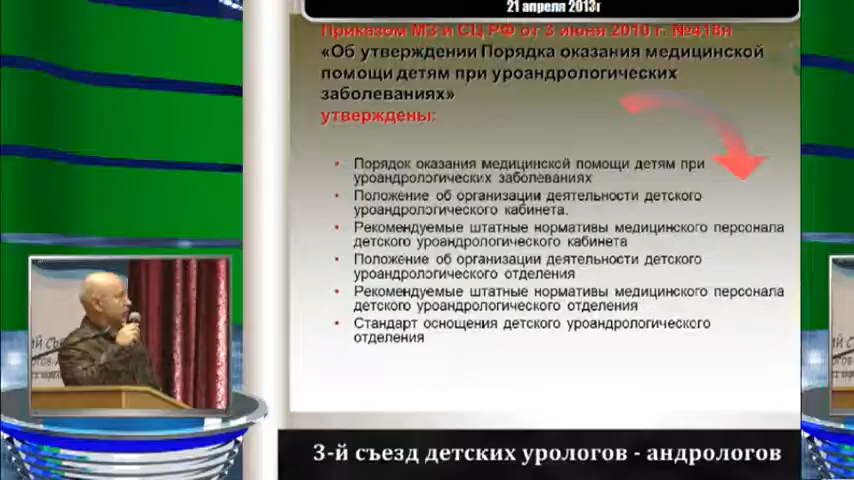 21 апреля 2013г
Приказом МЗ и СЦ РФ от 3 июня 2010 г. №418н
«Об утверждении Порядка оказания медицинской
помощи детям при уроандрологических
заболеваниях»
утверждены:
• Порядок оказания медицинской помощи детям при
уроандрологических заболеваниях
• Положение об организации деятельности детского
уроандрологического кабинета.
• Рекомендуемые штатные нормативы медицинского персонала
детского уроандрологического кабинета
• Положение об организации деятельности детского
уроандрологического отделения
• Рекомендуемые штатные нормативы медицинского персонала
детского уроандрологического отделения
• Стандарт оснощения детского уроандрологического
отделения
3-й съезд детских урологов - андрологов